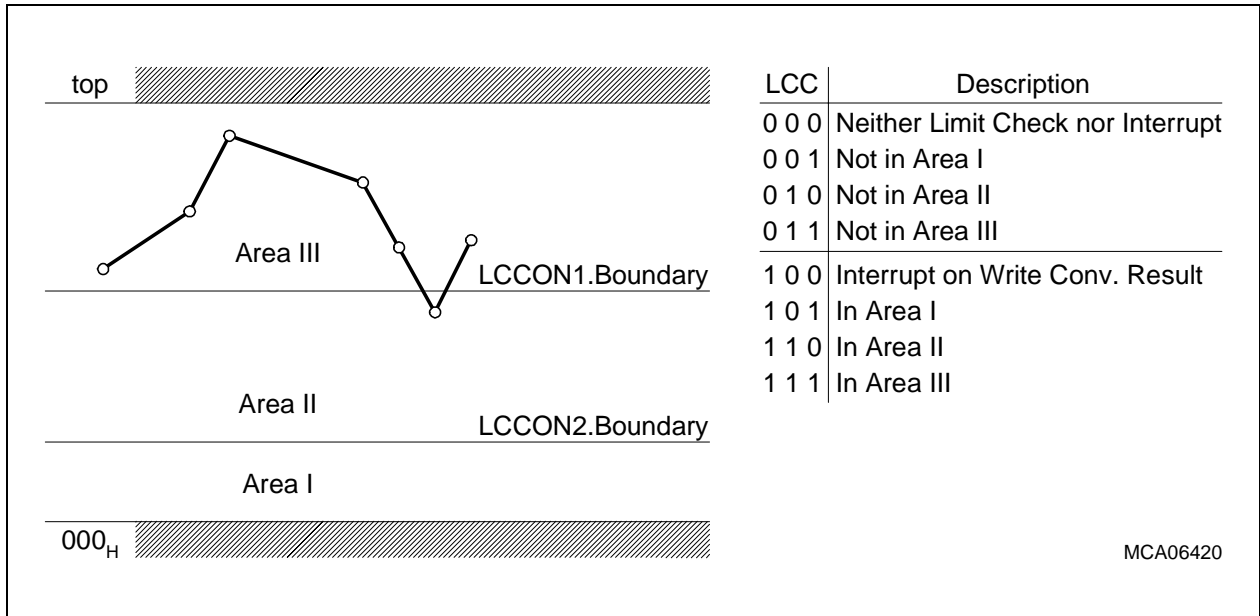 top
Area III
LCCON1.Boundary
Area II
LCCON2.Boundary
Area I
000H
LCC Description
0 0 0 Neither Limit Check nor Interrupt
0 0 1 Not in Area I
0 1 0 Not in Area II
0 1 1 Not in Area III
1 0 0 Interrupt on Write Conv. Result
1 0 1 In Area I
1 1 0 In Area II
1 1 1 In Area III
MCA06420